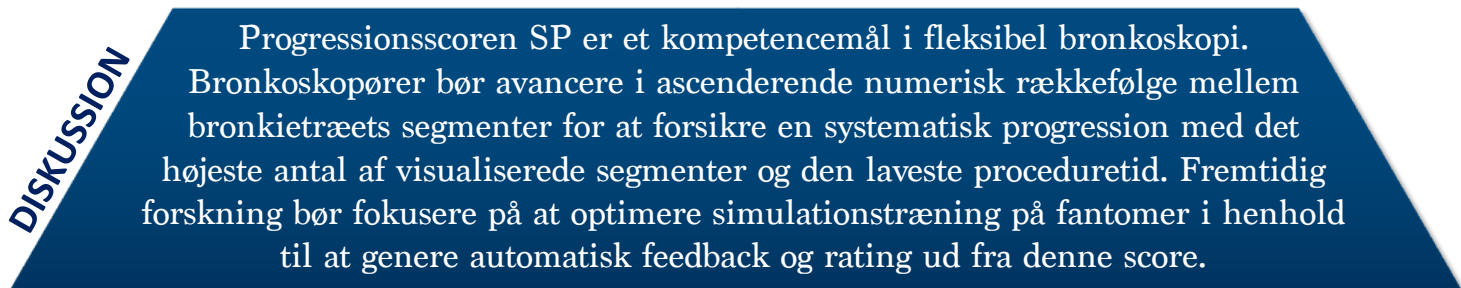 DISKUSSION
Progressionsscoren SP er et kompetencemål i fleksibel bronkoskopi.
Bronkoskopører bør avancere i ascenderende numerisk rækkefølge mellem
bronkietræets segmenter for at forsikre en systematisk progression med det
højeste antal af visualiserede segmenter og den laveste proceduretid. Fremtidig
forskning bør fokusere på at optimere simulationstræning på fantomer i henhold
til at genere automatisk feedback og rating ud fra denne score.